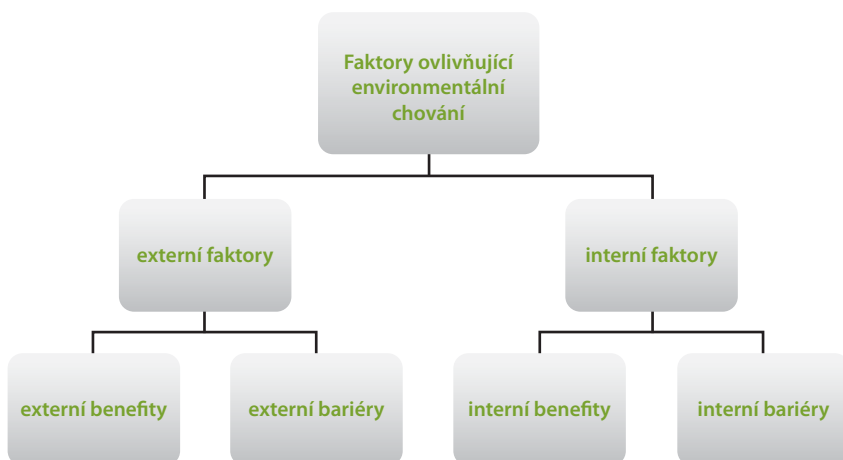 Faktory ovlivňující
environmentální
chování
externí faktory
interní faktory
externí benefity
externí bariéry
interní benefity
interní bariéry